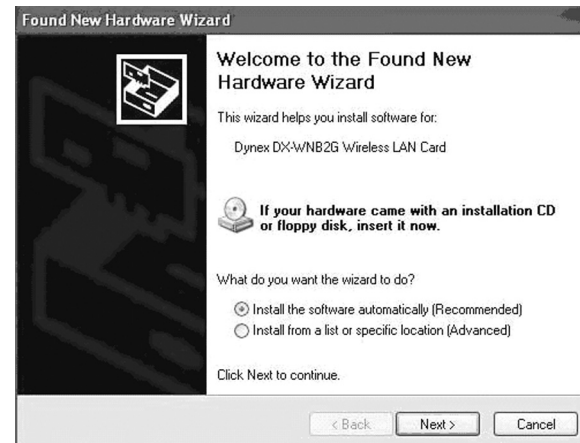 Found New Hardware Wizard
Welcome to the Found New
Hardware Wizard
This wizard helps you install software for:
Dynex DX-WNB2G Wireless LAN Card
If your hardware came with an installation CD
or floppy disk, insert it now.
What do you want the wizard to do?
Install the software automatically (Recommended)
Install from a list or specific location (Advanced)
Click Next to continue.
< Back Next > Cancel